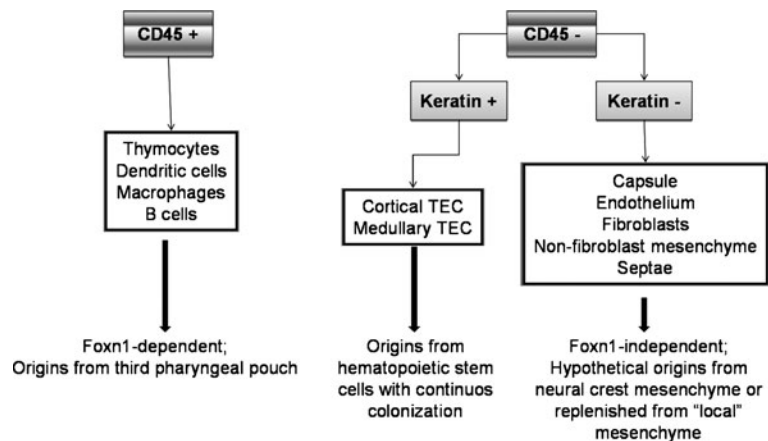 CD45 +
Thymocytes
Dendritic cells
Macrophages
B cells
Foxn1-dependent;
Origins from third pharyngeal pouch
CD45 -
Keratin +
Cortical TEC
Medullary TEC
Origins from
hematopoietic stem
cells with continuos
colonization
Keratin -
Capsule
Endothelium
Fibroblasts
Non-fibroblast mesenchyme
Septae
Foxn1-independent;
Hypothetical origins from
neural crest mesenchyme or
replenished from “local”
mesenchyme